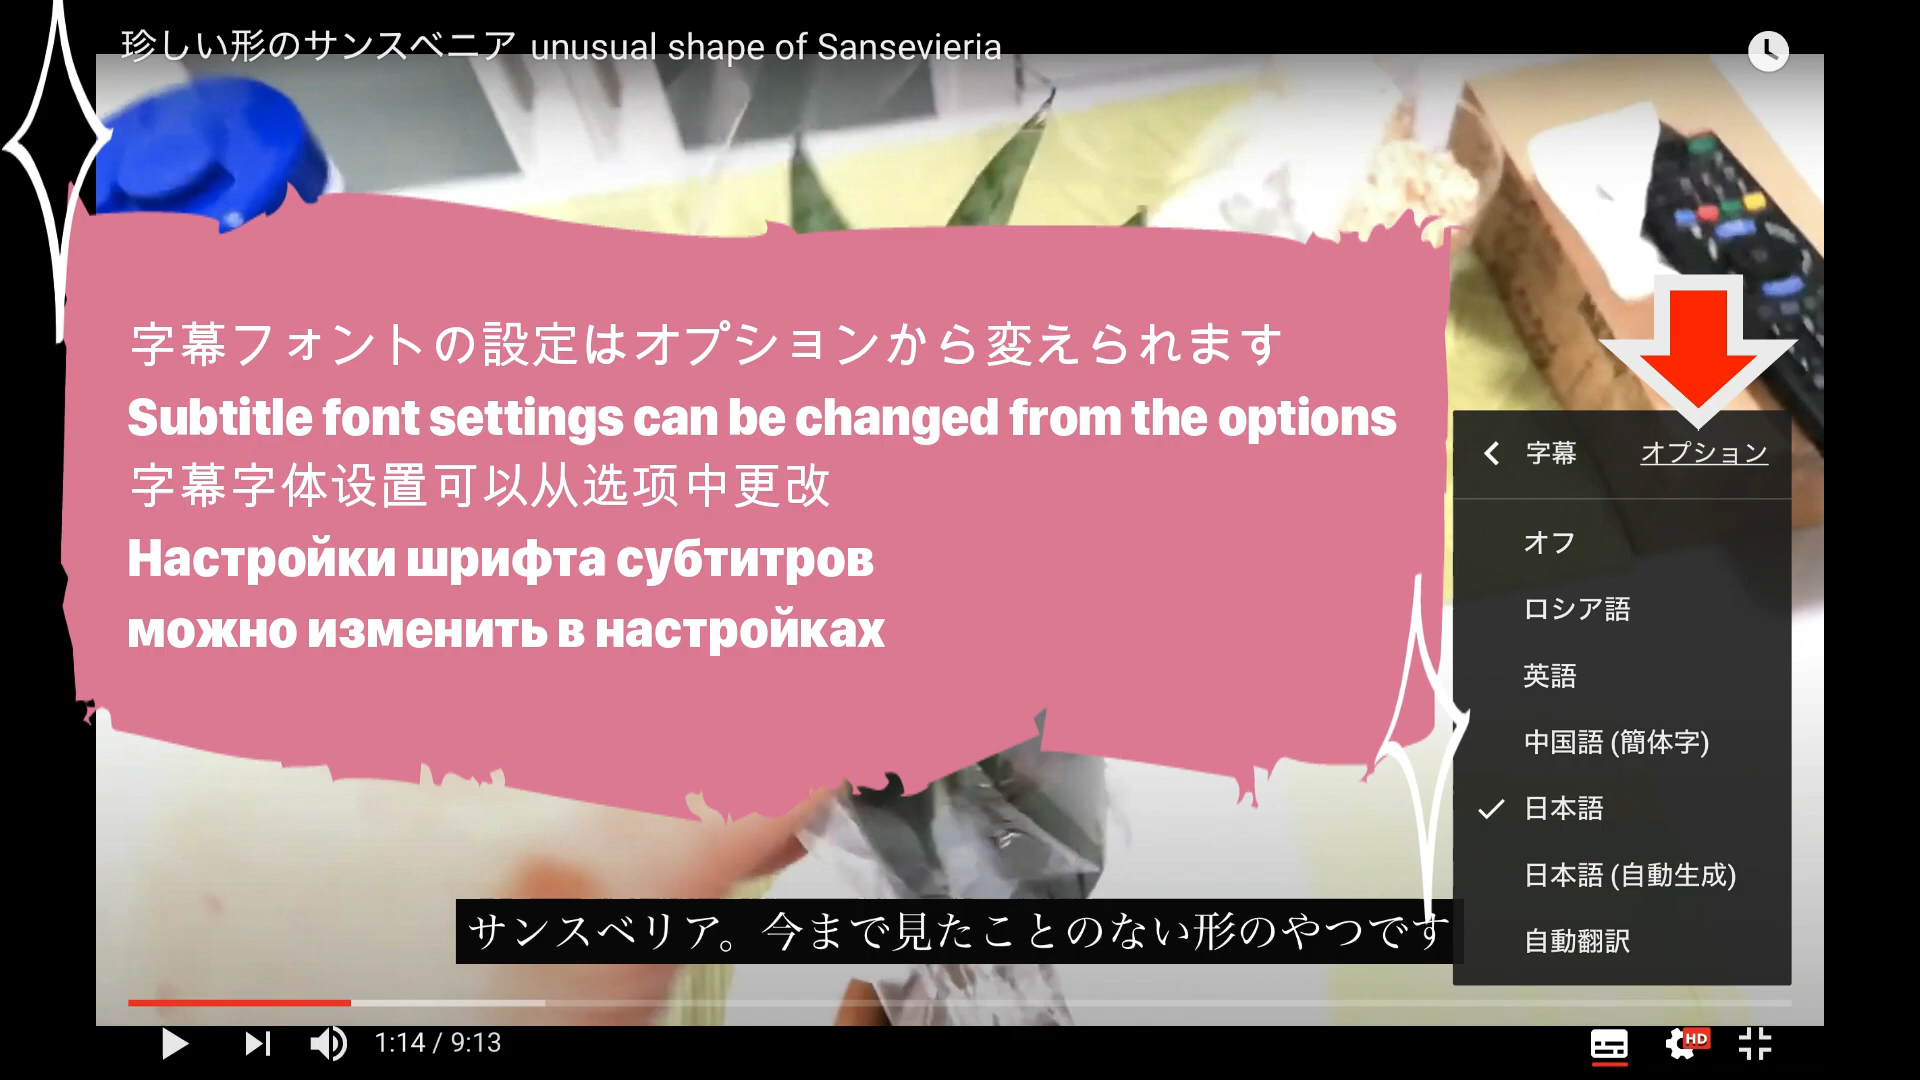 珍しい形のサンスベニア unusual shape of Sansevieria
字幕フォントの設定はオプションから変えられます
Subtitle font settings can be changed from the options
字幕字体设置可以从选项中更改
Настройки шрифта субтитров
можно изменить в настройках
字幕 オプション
オフ
ロシア語
英語
中国語 (簡体字)
日本語
日本語 (自動生成)
自動翻訳
サンスベリア。今まで見たことのない形のやつです
1:14 / 9:13
HD